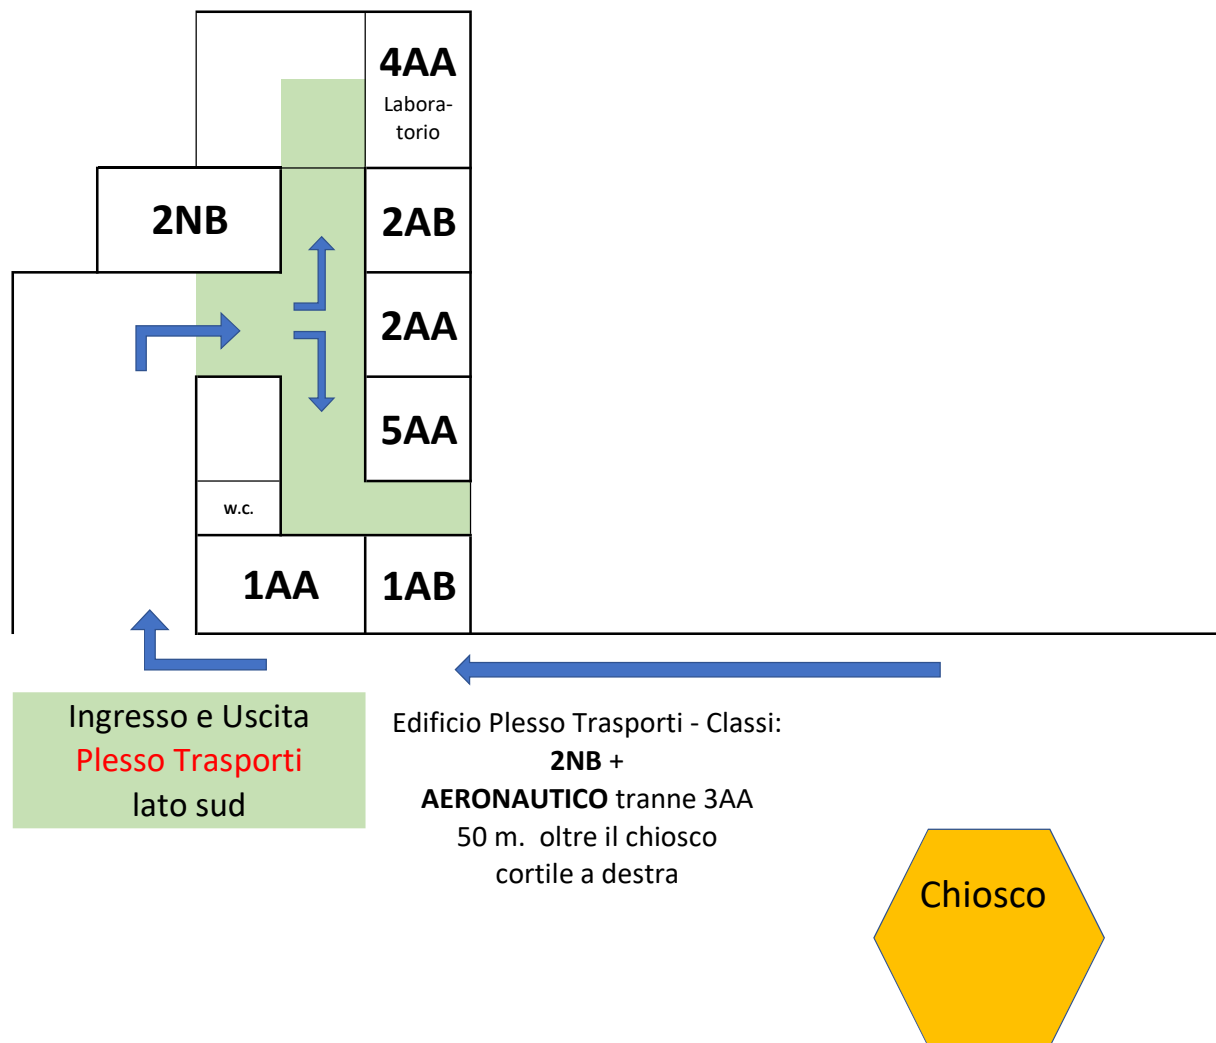 4AA
Labora-
torio
2NB
2AB
2AA
5AA
W.C.
1AA
1AB
Ingresso e Uscita
Plesso Trasporti
lato sud
Edificio Plesso Trasporti - Classi:
2NB +
AERONAUTICO tranne 3AA
50 m. oltre il chiosco
cortile a destra
Chiosco